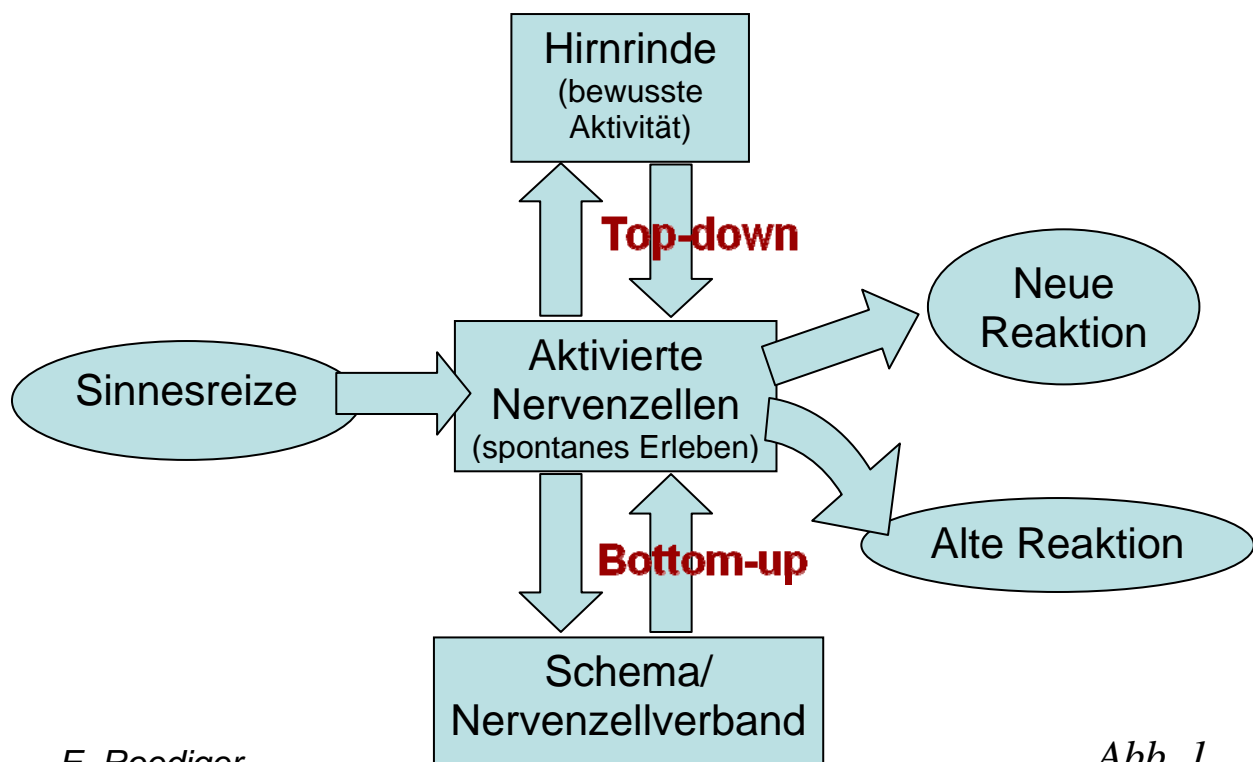 Hirnrinde
(bewusste
Aktivität)
Top-down
Neue
Reaktion
Aktivierte
Nervenzellen
(spontanes Erleben)
Sinnesreize
Alte Reaktion
Bottom-up
Schema/
Nervenzellverband
E. Roediger
Abb. 1